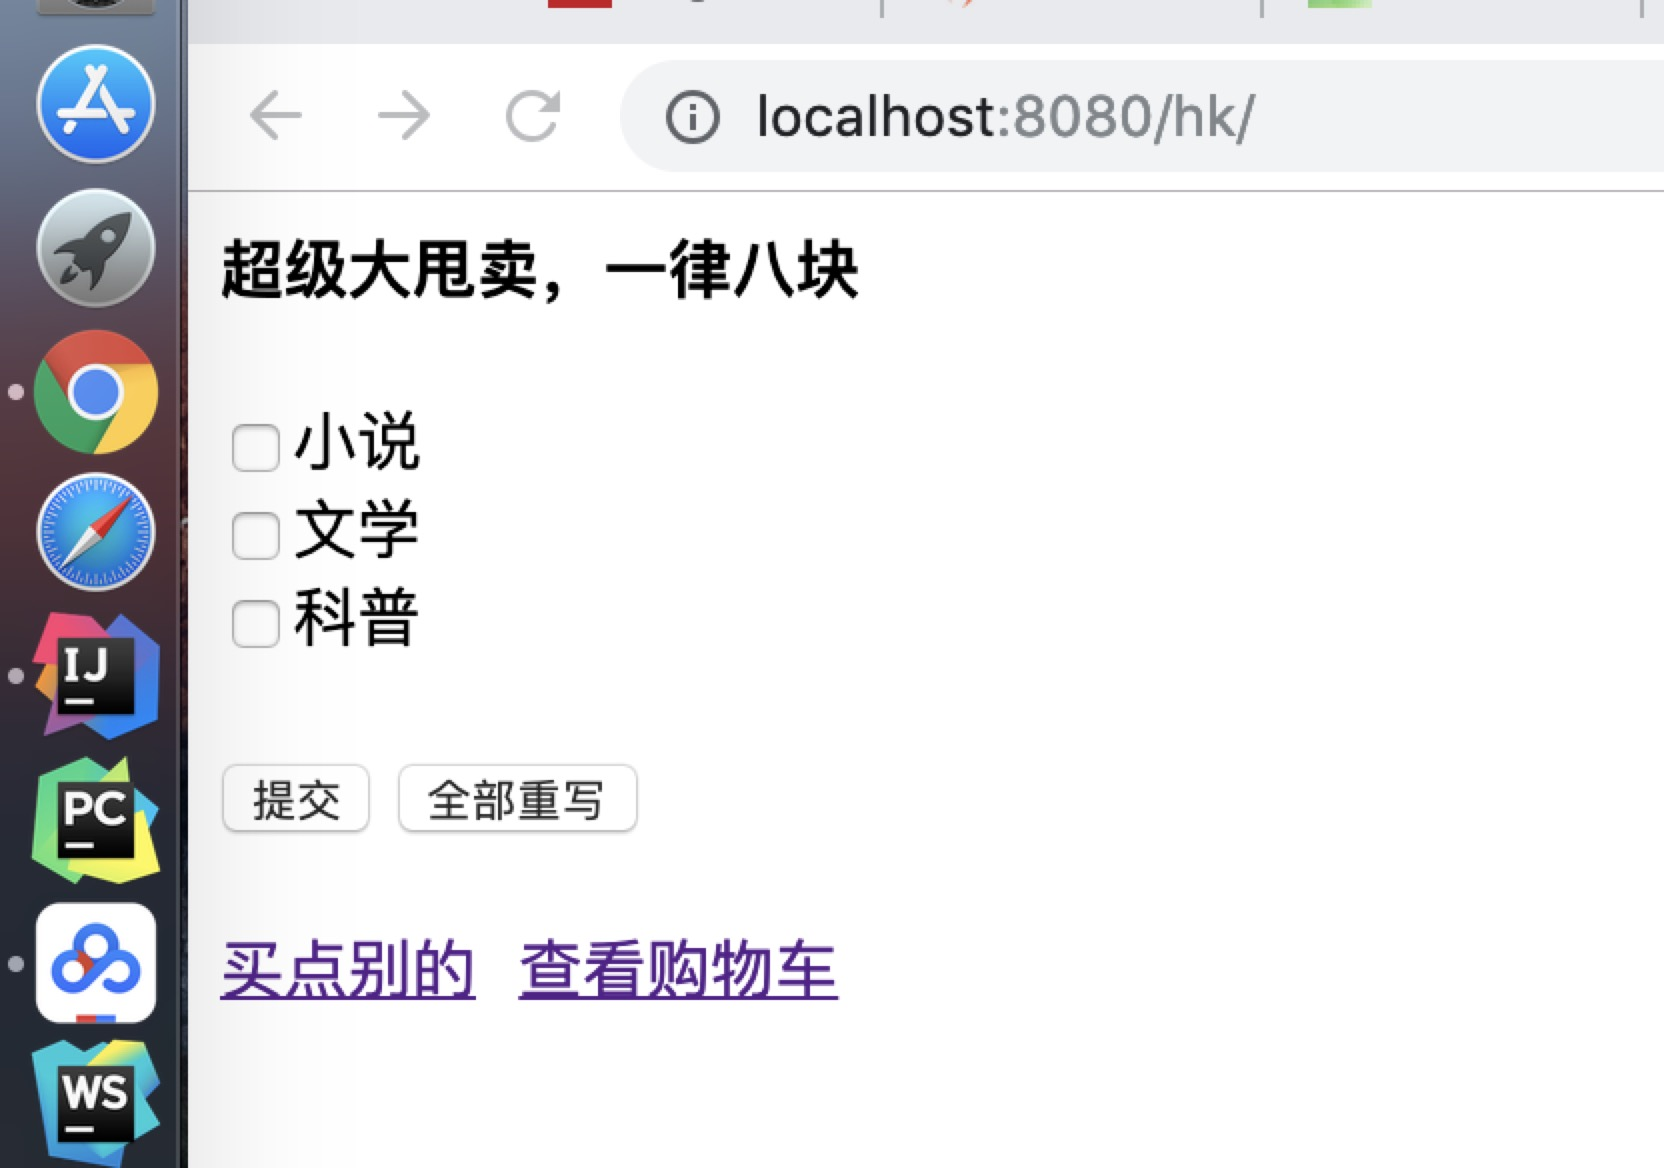 localhost:8080/hk/
超级大甩卖，一律八块
小说
文学
科普
提交 全部重写
买点别的 查看购物车
IJ
PC
WS